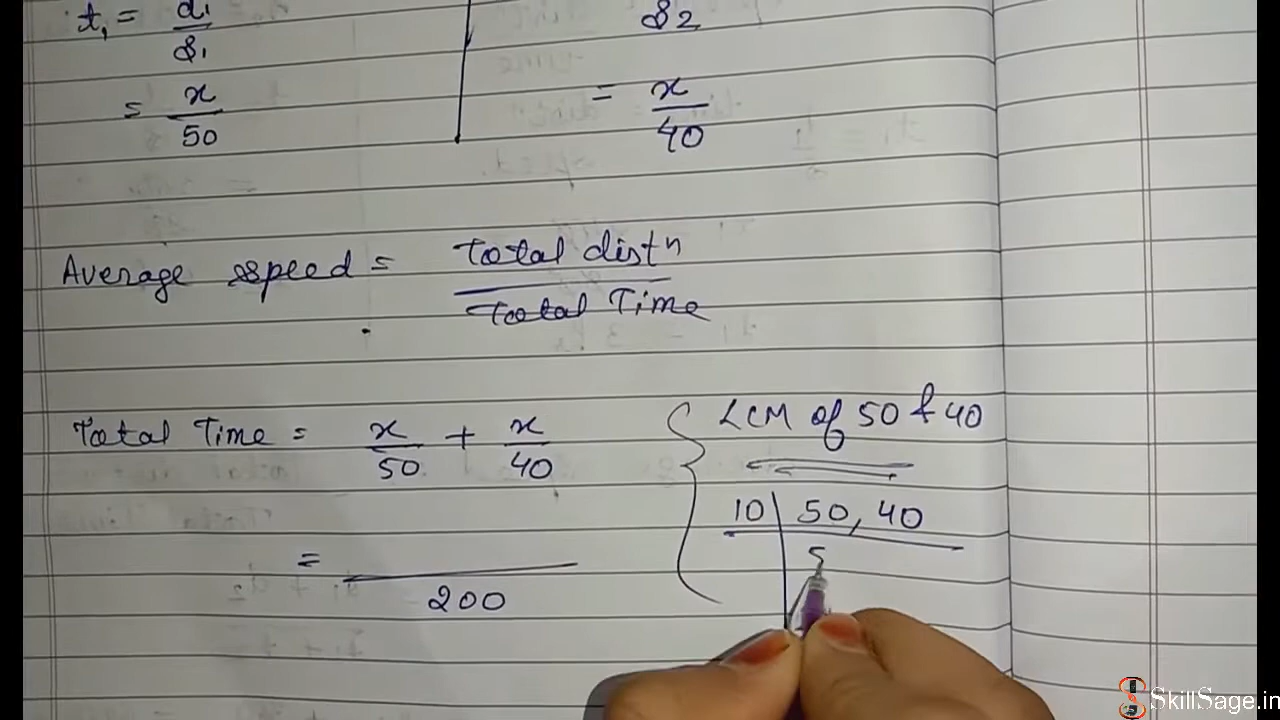 t₁ = d₁/s₁
s₂
= x/50
= x/40
Average speed = Total distⁿ / Total Time
Total Time = x/50 + x/40
LCM of 50 & 40
10 | 50, 40
5
= /200
SkillSage.in